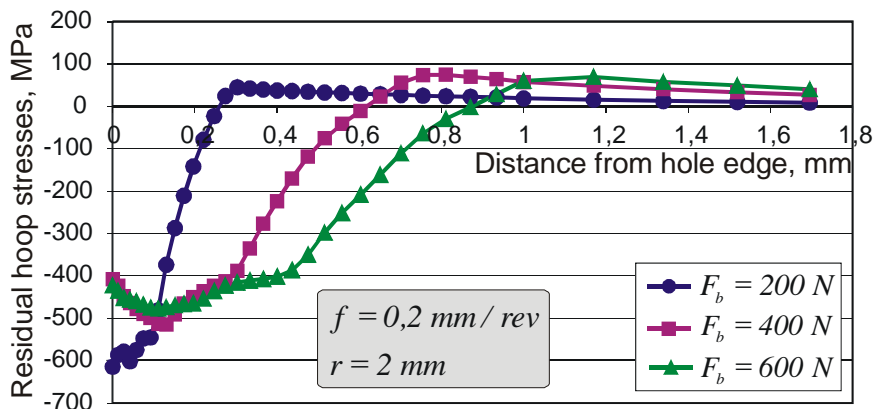 Residual hoop stresses, MPa
200
100
0
-100
-200
-300
-400
-500
-600
-700
0
0,2
0,4
0,6
0,8
1
1,2
1,4
1,6
1,8
Distance from hole edge, mm
f = 0,2 mm / rev
r = 2 mm
F_b = 200 N
F_b = 400 N
F_b = 600 N